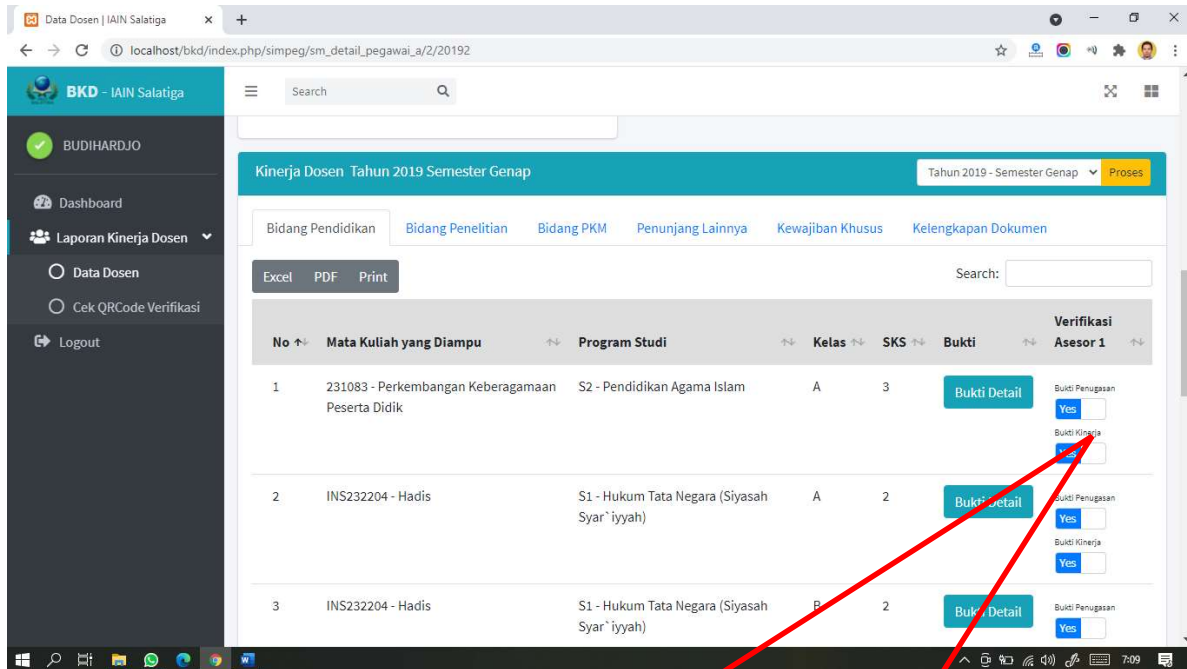 Data Dosen | IAIN Salatiga
localhost/bkd/index.php/simpeg/sm_detail_pegawai_a/2/20192
BKD - IAIN Salatiga
Search
BUDIHARDJO
Dashboard
Laporan Kinerja Dosen
Data Dosen
Cek QRCode Verifikasi
Logout
Kinerja Dosen Tahun 2019 Semester Genap
Tahun 2019 - Semester Genap
Proses
Bidang Pendidikan Bidang Penelitian Bidang PKM Penunjang Lainnya Kewajiban Khusus Kelengkapan Dokumen
Excel PDF Print
Search:
No Mata Kuliah yang Diampu Program Studi Kelas SKS Bukti Verifikasi Asesor 1
1 231083 - Perkembangan Keberagamaan S2 - Pendidikan Agama Islam A 3 Bukti Detail Bukti Penugasan
Peserta Didik
Yes
Bukti Kinerja
Yes
2 INS232204 - Hadis S1 - Hukum Tata Negara (Siyasah A 2 Bukti Detail Bukti Penugasan
Syar`iyyah)
Yes
Bukti Kinerja
Yes
3 INS232204 - Hadis S1 - Hukum Tata Negara (Siyasah B 2 Bukti Detail Bukti Penugasan
Syar`iyyah)
Yes
7:09